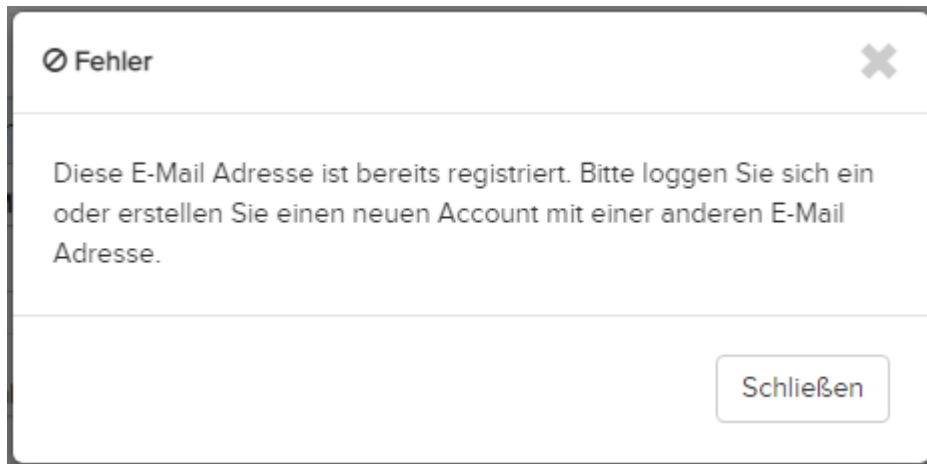 Fehler
Diese E-Mail Adresse ist bereits registriert. Bitte loggen Sie sich ein
oder erstellen Sie einen neuen Account mit einer anderen E-Mail
Adresse.
Schließen